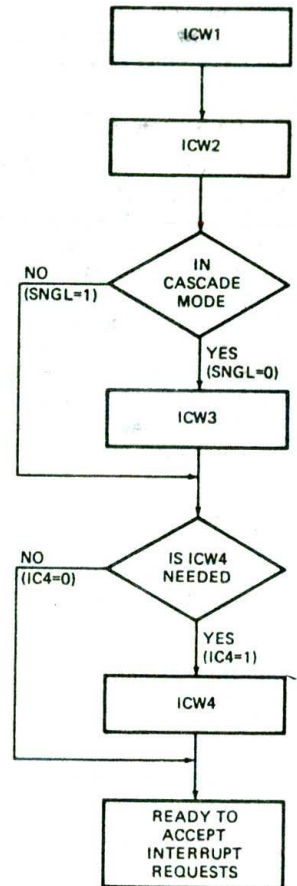 ICW1
ICW2
IN
CASCADE
MODE
NO
(SNGL=1)
YES
(SNGL=0)
ICW3
IS ICW4
NEEDED
NO
(IC4=0)
YES
(IC4=1)
ICW4
READY TO
ACCEPT
INTERRUPT
REQUESTS